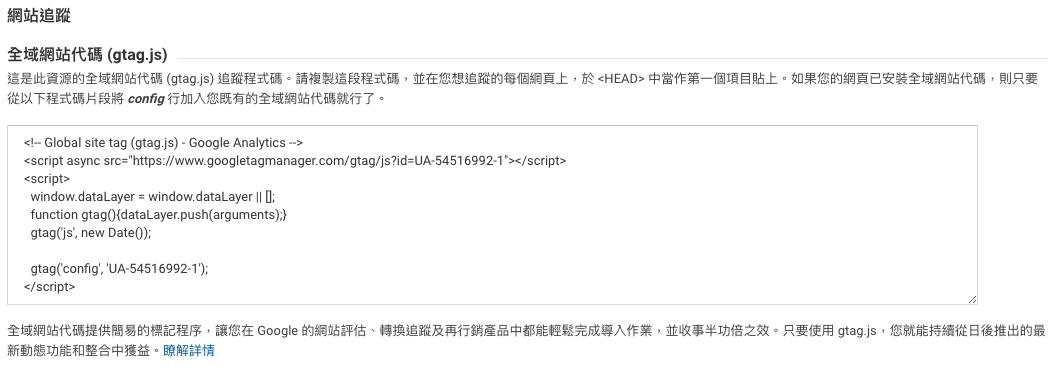 網站追蹤
全域網站代碼 (gtag.js)
這是此資源的全域網站代碼 (gtag.js) 追蹤程式碼。請複製這段程式碼，並在您想追蹤的每個網頁上，於 <HEAD> 中當作第一個項目貼上。如果您的網頁已安裝全域網站代碼，則只要
從以下程式碼片段將 config 行加入您既有的全域網站代碼就行了。
<!-- Global site tag (gtag.js) - Google Analytics -->
<script async src="https://www.googletagmanager.com/gtag/js?id=UA-54516992-1"></script>
<script>
window.dataLayer = window.dataLayer || [];
function gtag(){dataLayer.push(arguments);}
gtag('js', new Date());
gtag('config', 'UA-54516992-1');
</script>
全域網站代碼提供簡易的標記程序，讓您在 Google 的網站評估、轉換追蹤及再行銷產品中都能輕鬆完成導入作業，並收事半功倍之效。只要使用 gtag.js，您就能持續從日後推出的最
新動態功能和整合中獲益。瞭解詳情